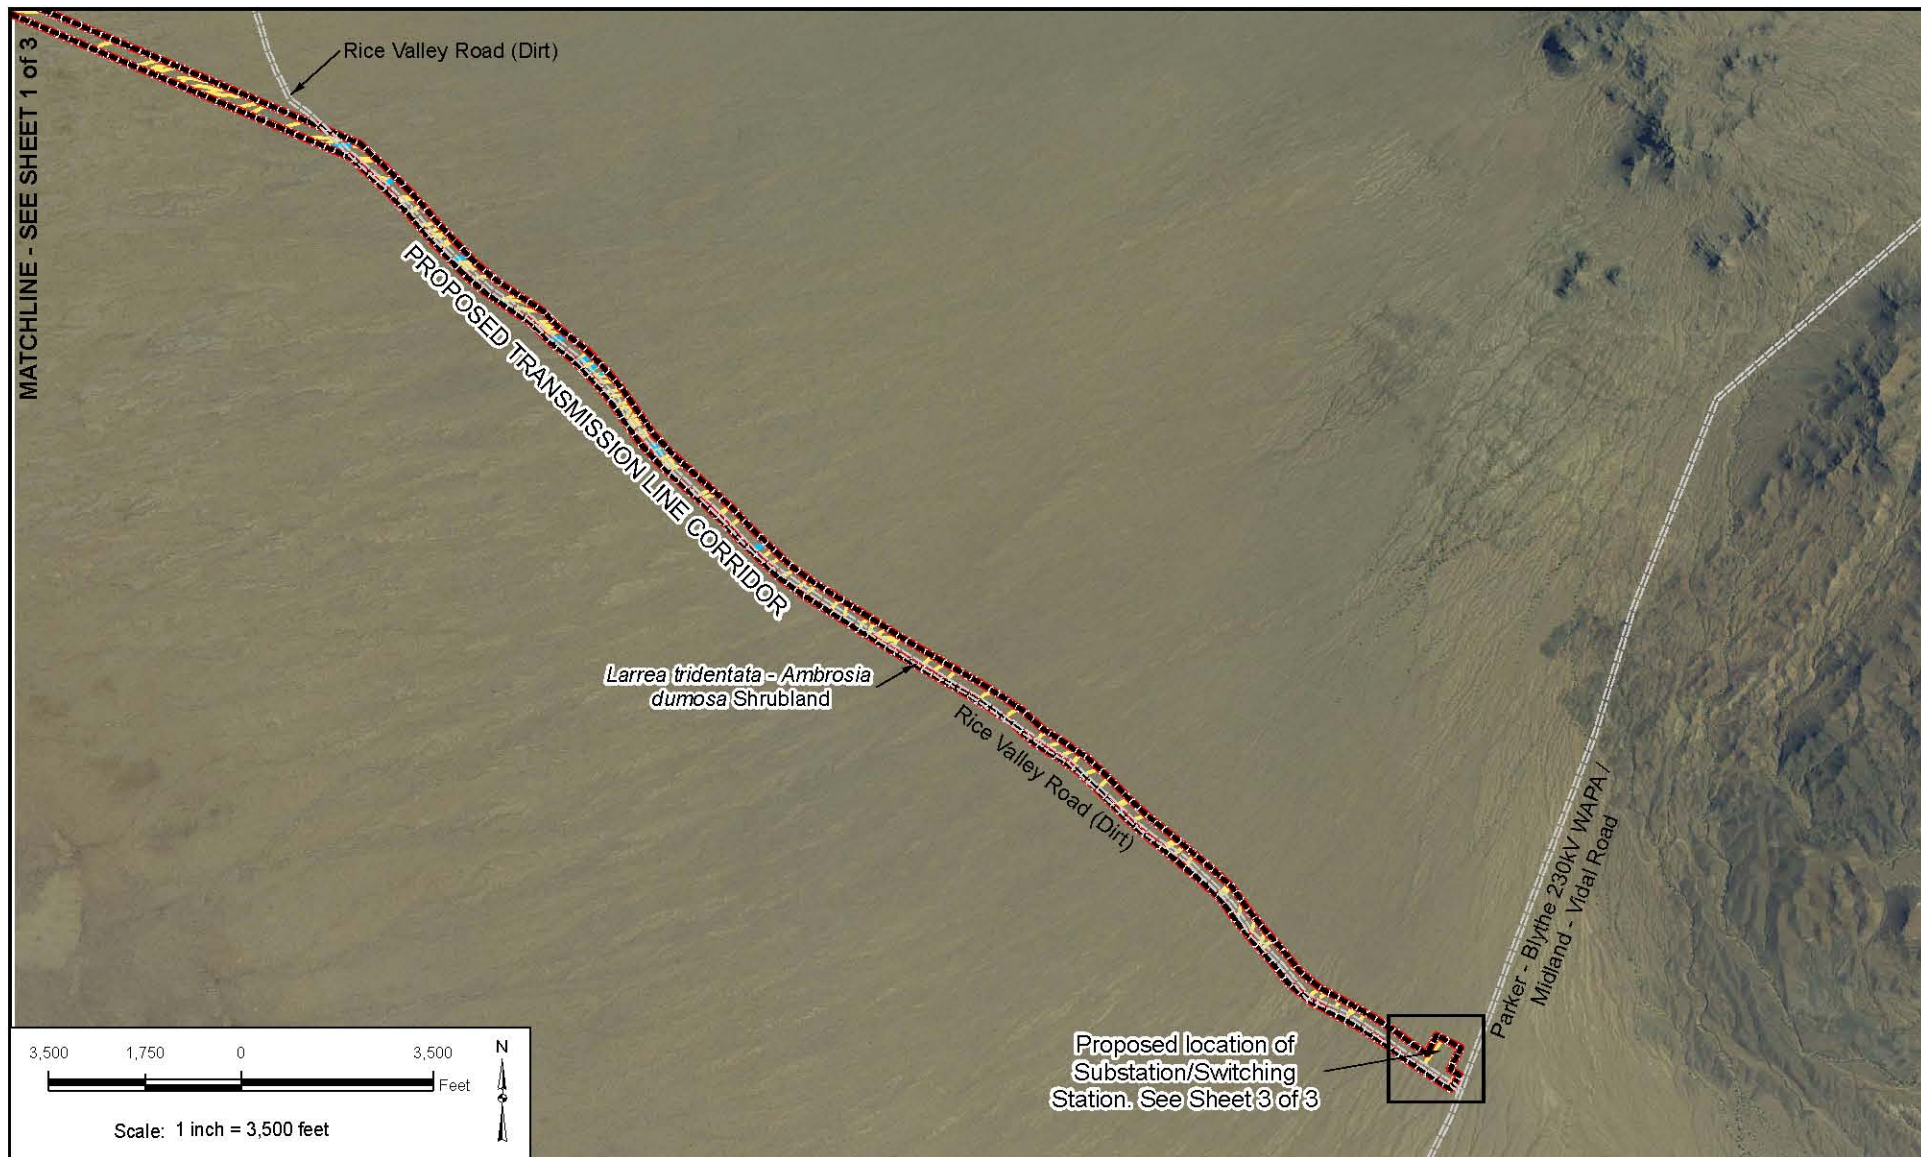 MATCHLINE - SEE SHEET 1 of 3
Rice Valley Road (Dirt)
PROPOSED TRANSMISSION LINE CORRIDOR
Larrea tridentata - Ambrosia
dumosa Shrubland
Rice Valley Road (Dirt)
Parker - Blythe 230kV WAPA /
Midland - Vidal Road
Proposed location of
Substation/Switching
Station. See Sheet 3 of 3
3,500 1,750 0 3,500
Feet
N
Scale: 1 inch = 3,500 feet